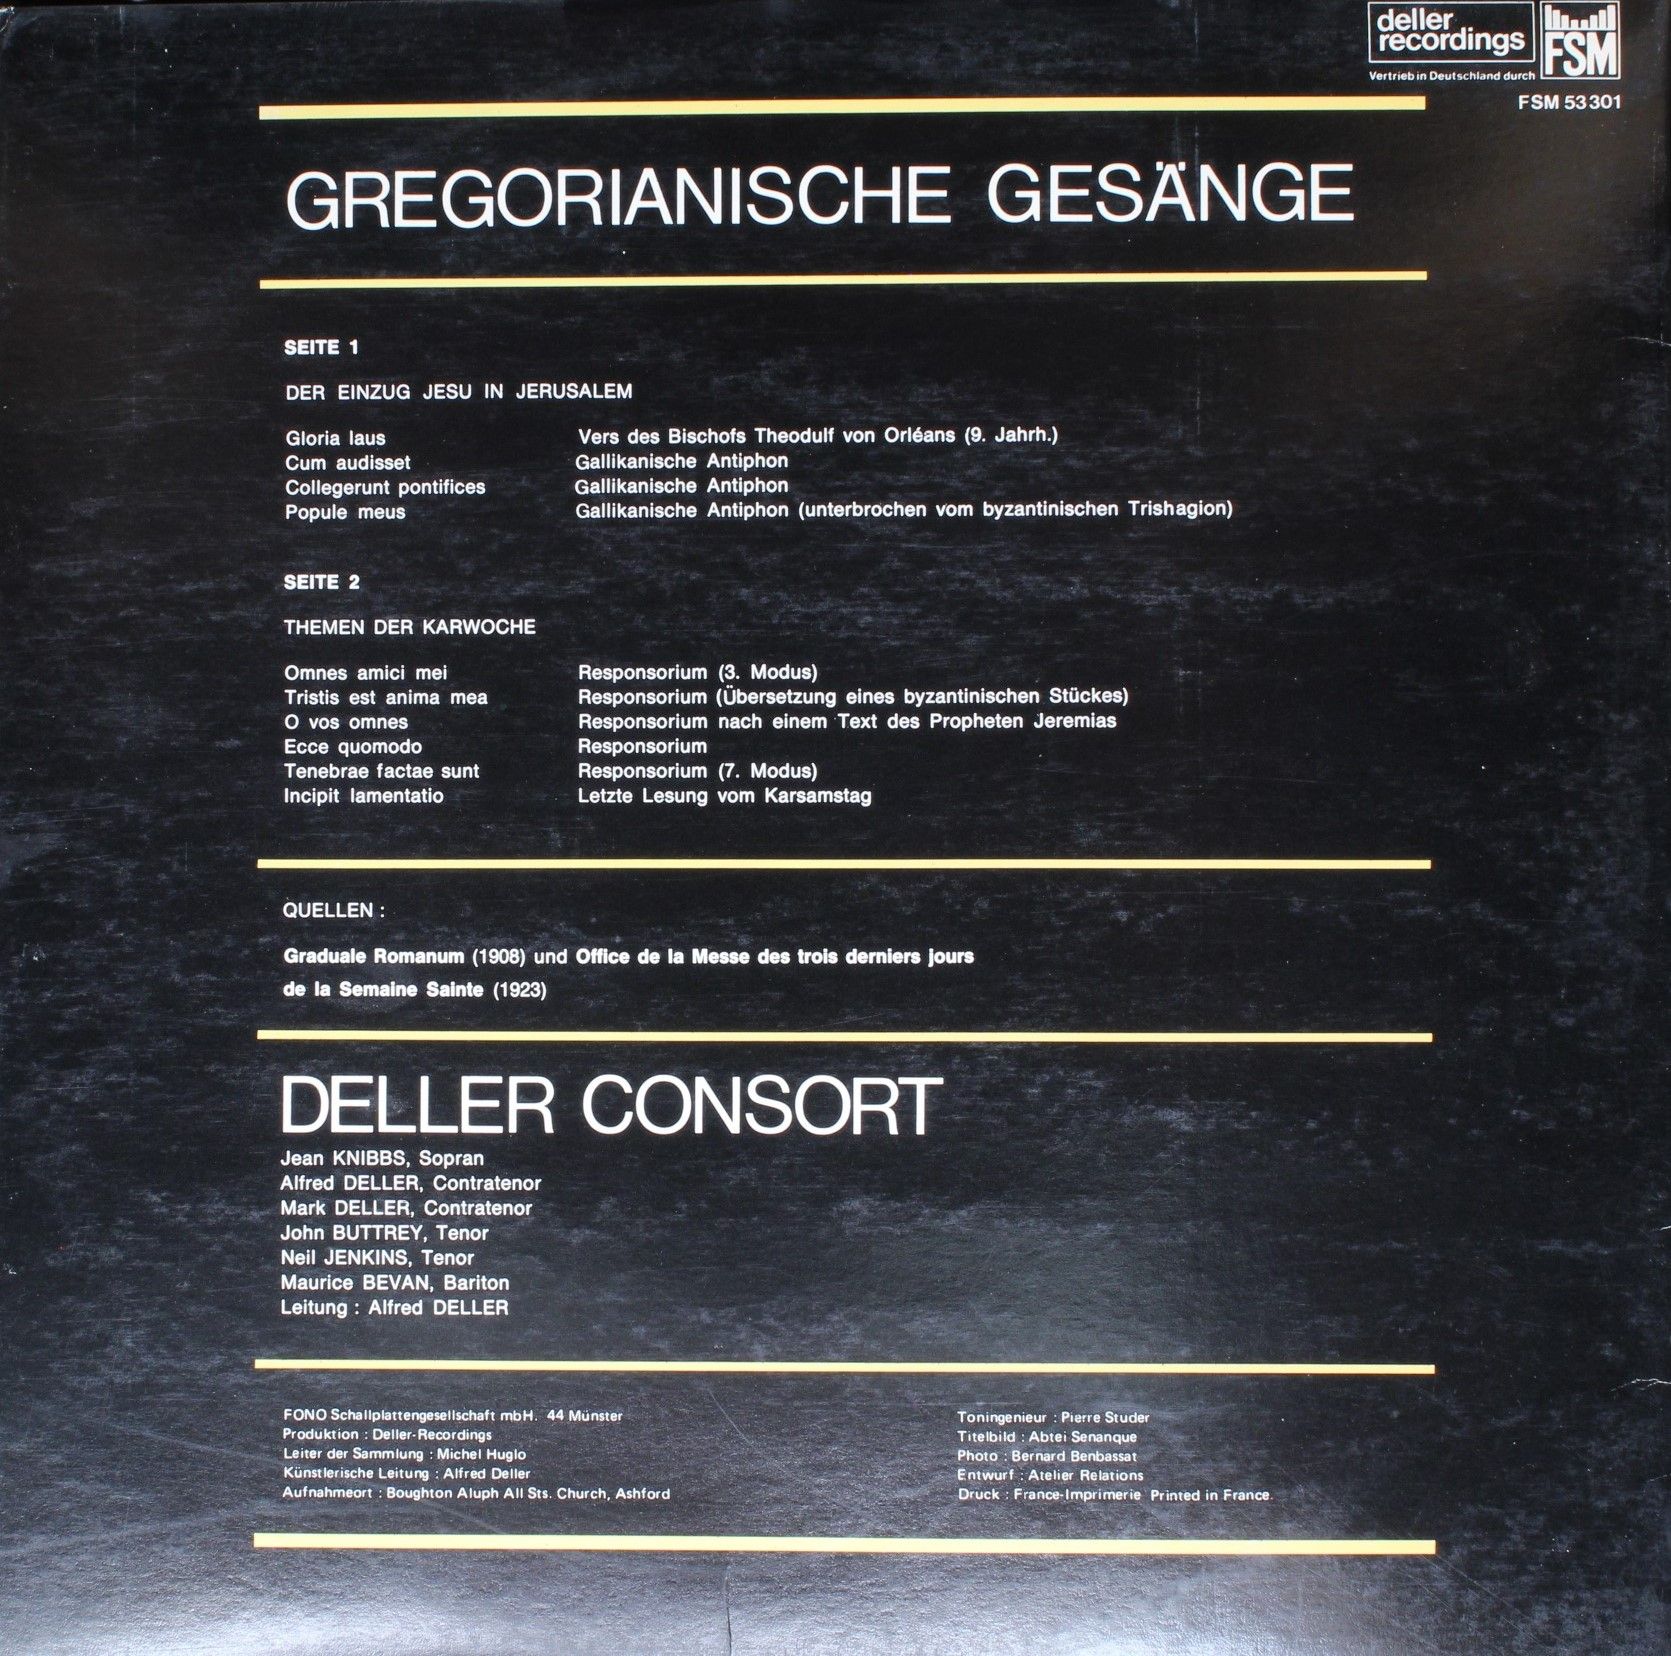 deller
recordings
Vertrieb in Deutschland durch
FSM
FSM 53 301
GREGORIANISCHE GESÄNGE
SEITE 1
DER EINZUG JESU IN JERUSALEM
Gloria laus Vers des Bischofs Theodulf von Orléans (9. Jahrh.)
Cum audisset Gallikanische Antiphon
Collegerunt pontifices Gallikanische Antiphon
Popule meus Gallikanische Antiphon (unterbrochen vom byzantinischen Trishagion)
SEITE 2
THEMEN DER KARWOCHE
Omnes amici mei Responsorium (3. Modus)
Tristis est anima mea Responsorium (Übersetzung eines byzantinischen Stückes)
O vos omnes Responsorium nach einem Text des Propheten Jeremias
Ecce quomodo Responsorium
Tenebrae factae sunt Responsorium (7. Modus)
Incipit lamentatio Letzte Lesung vom Karsamstag
QUELLEN :
Graduale Romanum (1908) und Office de la Messe des trois derniers jours
de la Semaine Sainte (1923)
DELLER CONSORT
Jean KNIBBS, Sopran
Alfred DELLER, Contratenor
Mark DELLER, Contratenor
John BUTTREY, Tenor
Neil JENKINS, Tenor
Maurice BEVAN, Bariton
Leitung : Alfred DELLER
FONO Schallplattengesellschaft mbH. 44 Münster
Produktion : Deller-Recordings
Leiter der Sammlung : Michel Huglo
Künstlerische Leitung : Alfred Deller
Aufnahmeort : Boughton Aluph All Sts. Church, Ashford
Toningenieur : Pierre Studer
Titelbild : Abtei Senanque
Photo : Bernard Benbassat
Entwurf : Atelier Relations
Druck : France-Imprimerie Printed in France.